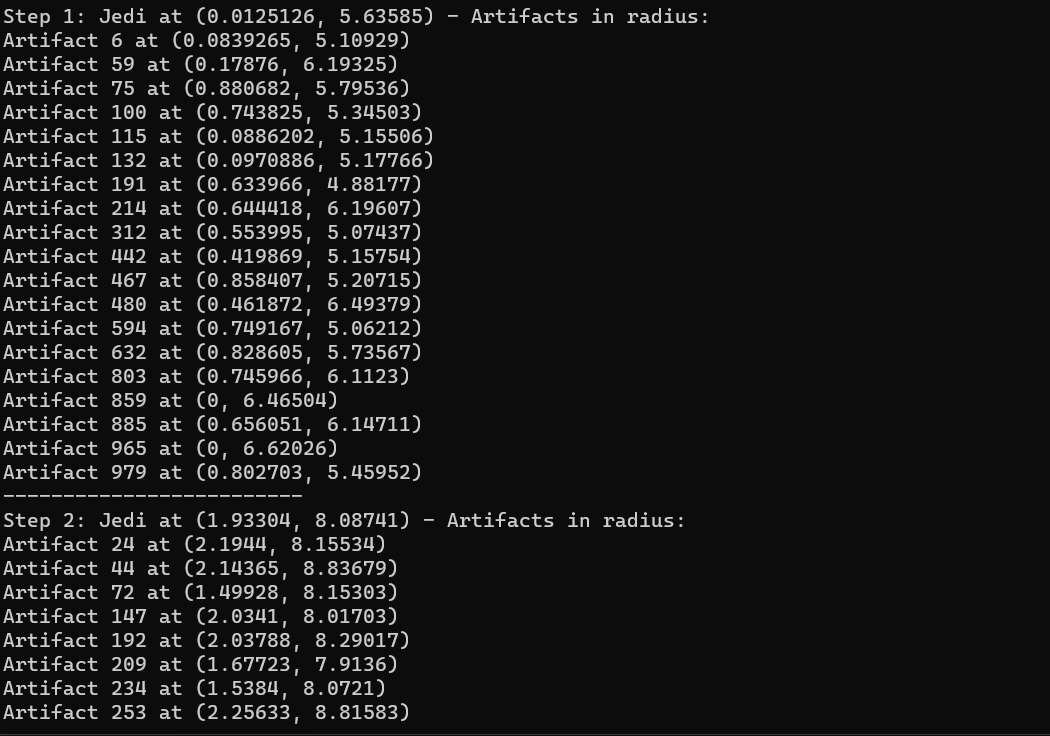 Step 1: Jedi at (0.0125126, 5.63585) - Artifacts in radius:
Artifact 6 at (0.0839265, 5.10929)
Artifact 59 at (0.17876, 6.19325)
Artifact 75 at (0.880682, 5.79536)
Artifact 100 at (0.743825, 5.34503)
Artifact 115 at (0.0886202, 5.15506)
Artifact 132 at (0.0970886, 5.17766)
Artifact 191 at (0.633966, 4.88177)
Artifact 214 at (0.644418, 6.19607)
Artifact 312 at (0.553995, 5.07437)
Artifact 442 at (0.419869, 5.15754)
Artifact 467 at (0.858407, 5.20715)
Artifact 480 at (0.461872, 6.49379)
Artifact 594 at (0.749167, 5.06212)
Artifact 632 at (0.828605, 5.73567)
Artifact 803 at (0.745966, 6.1123)
Artifact 859 at (0, 6.46504)
Artifact 885 at (0.656051, 6.14711)
Artifact 965 at (0, 6.62026)
Artifact 979 at (0.802703, 5.45952)
-------------------------
Step 2: Jedi at (1.93304, 8.08741) - Artifacts in radius:
Artifact 24 at (2.1944, 8.15534)
Artifact 44 at (2.14365, 8.83679)
Artifact 72 at (1.49928, 8.15303)
Artifact 147 at (2.0341, 8.01703)
Artifact 192 at (2.03788, 8.29017)
Artifact 209 at (1.67723, 7.9136)
Artifact 234 at (1.5384, 8.0721)
Artifact 253 at (2.25633, 8.81583)